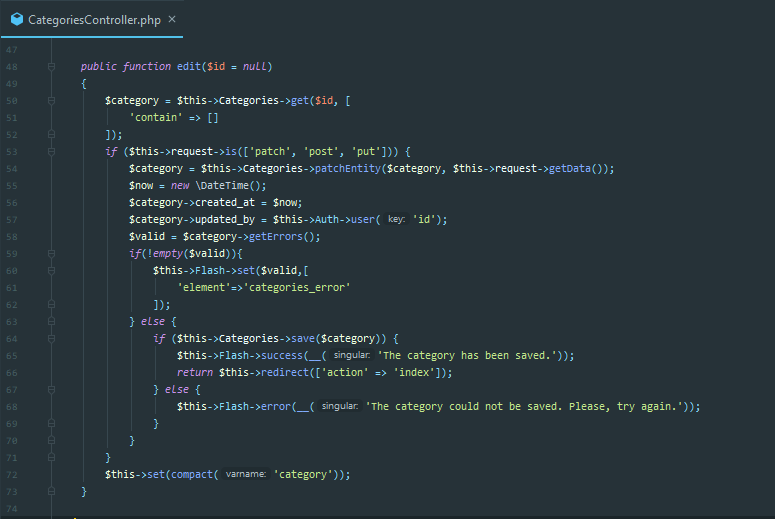 CategoriesController.php ×
47
48 public function edit($id = null)
49 {
50 $category = $this->Categories->get($id, [
51 'contain' => []
52 ]);
53 if ($this->request->is(['patch', 'post', 'put'])) {
54 $category = $this->Categories->patchEntity($category, $this->request->getData());
55 $now = new \DateTime();
56 $category->created_at = $now;
57 $category->updated_by = $this->Auth->user( key: 'id');
58 $valid = $category->getErrors();
59 if(!empty($valid)){
60 $this->Flash->set($valid,[
61 'element'=>'categories_error'
62 ]);
63 } else {
64 if ($this->Categories->save($category)) {
65 $this->Flash->success(__( singular: 'The category has been saved.'));
66 return $this->redirect(['action' => 'index']);
67 } else {
68 $this->Flash->error(__( singular: 'The category could not be saved. Please, try again.'));
69 }
70 }
71 }
72 $this->set(compact( varname: 'category'));
73 }
74